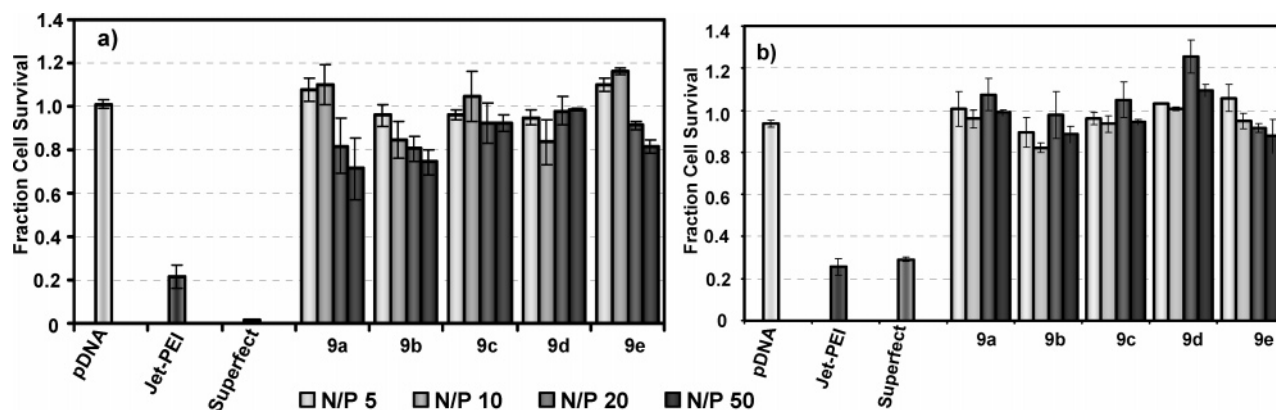 a)
Fraction Cell Survival
1.4
1.2
1.0
0.8
0.6
0.4
0.2
0
pDNA
Jet-PEI
Superfect
9a
9b
9c
9d
9e
b)
Fraction Cell Survival
1.4
1.2
1.0
0.8
0.6
0.4
0.2
0
pDNA
Jet-PEI
Superfect
9a
9b
9c
9d
9e
N/P 5 N/P 10 N/P 20 N/P 50